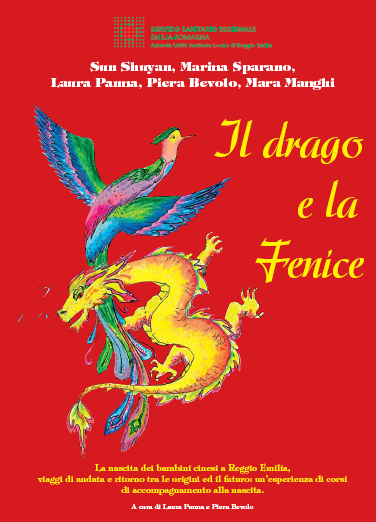 SERVIZIO SANITARIO REGIONALE
EMILIA-ROMAGNA
Azienda Unità Sanitaria Locale di Reggio Emilia
Sun Shuyan, Marina Sparano,
Laura Panna, Piera Bevolo, Mara Manghi
Il drago
e la
Fenice
La nascita dei bambini cinesi a Reggio Emilia,
viaggi di andata e ritorno tra le origini ed il futuro: un'esperienza di corsi
di accompagnamento alla nascita.
A cura di Laura Panna e Piera Bevolo